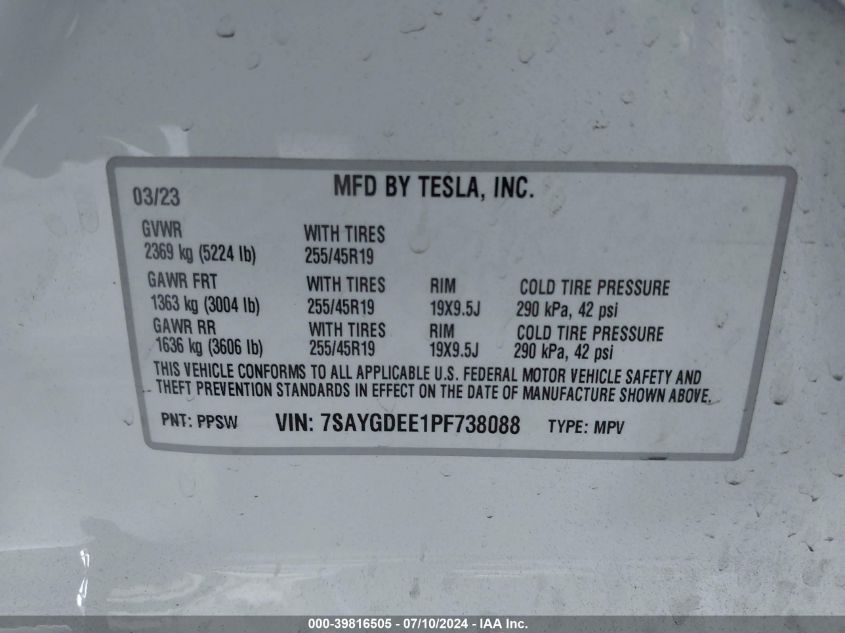 03/23 MFD BY TESLA, INC.
GVWR WITH TIRES
2369 kg (5224 lb) 255/45R19
GAWR FRT WITH TIRES RIM COLD TIRE PRESSURE
1363 kg (3004 lb) 255/45R19 19X9.5J 290 kPa, 42 psi
GAWR RR WITH TIRES RIM COLD TIRE PRESSURE
1636 kg (3606 lb) 255/45R19 19X9.5J 290 kPa, 42 psi
THIS VEHICLE CONFORMS TO ALL APPLICABLE U.S. FEDERAL MOTOR VEHICLE SAFETY AND
THEFT PREVENTION STANDARDS IN EFFECT ON THE DATE OF MANUFACTURE SHOWN ABOVE.
PNT: PPSW VIN: 7SAYGDEE1PF738088 TYPE: MPV
000-39816505 - 07/10/2024 - IAA Inc.